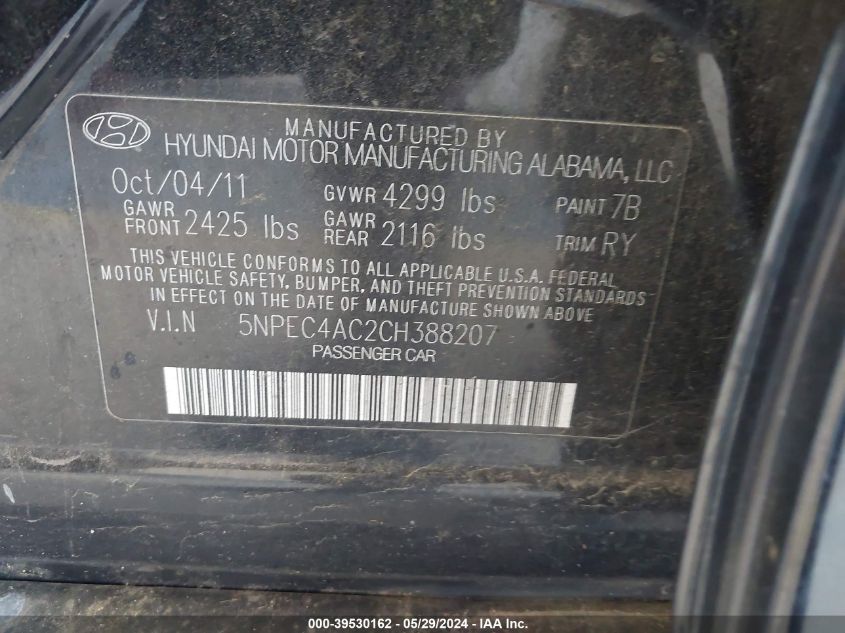 MANUFACTURED BY
HYUNDAI MOTOR MANUFACTURING ALABAMA, LLC
Oct/04/11 GVWR 4299 lbs PAINT 7B
GAWR FRONT 2425 lbs GAWR REAR 2116 lbs TRIM RY
THIS VEHICLE CONFORMS TO ALL APPLICABLE U.S.A. FEDERAL
MOTOR VEHICLE SAFETY, BUMPER, AND THEFT PREVENTION STANDARDS
IN EFFECT ON THE DATE OF MANUFACTURE SHOWN ABOVE
V.I.N 5NPEC4AC2CH388207
PASSENGER CAR
000-39530162 - 05/29/2024 - IAA Inc.